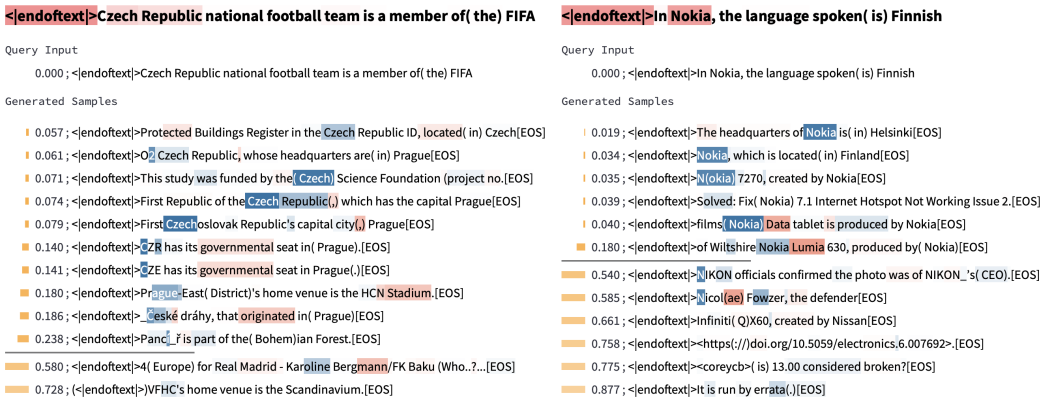 <|endoftext|>Czech Republic national football team is a member of( the) FIFA
Query Input
0.000 ; <|endoftext|>Czech Republic national football team is a member of( the) FIFA
Generated Samples
0.057 ; <|endoftext|>Protected Buildings Register in the Czech Republic ID, located( in) Czech[EOS]
0.061 ; <|endoftext|>O2 Czech Republic, whose headquarters are( in) Prague[EOS]
0.071 ; <|endoftext|>This study was funded by the( Czech) Science Foundation (project no.[EOS]
0.074 ; <|endoftext|>First Republic of the Czech Republic(,) which has the capital Prague[EOS]
0.079 ; <|endoftext|>First Czechoslovak Republic's capital city(,) Prague[EOS]
0.140 ; <|endoftext|>CZR has its governmental seat in( Prague).[EOS]
0.141 ; <|endoftext|>CZE has its governmental seat in Prague(.)[EOS]
0.180 ; <|endoftext|>Prague-East( District)'s home venue is the HCN Stadium.[EOS]
0.186 ; <|endoftext|>_České dráhy, that originated in( Prague)[EOS]
0.238 ; <|endoftext|>Panci_ř is part of the( Bohem)ian Forest.[EOS]
0.580 ; <|endoftext|>4( Europe) for Real Madrid - Karoline Bergmann/FK Baku (Who..?...[EOS]
0.728 ; (<|endoftext|>)VFHC's home venue is the Scandinavium.[EOS]
<|endoftext|>In Nokia, the language spoken( is) Finnish
Query Input
0.000 ; <|endoftext|>In Nokia, the language spoken( is) Finnish
Generated Samples
0.019 ; <|endoftext|>The headquarters of Nokia is( in) Helsinki[EOS]
0.034 ; <|endoftext|>Nokia, which is located( in) Finland[EOS]
0.035 ; <|endoftext|>N(okia) 7270, created by Nokia[EOS]
0.039 ; <|endoftext|>Solved: Fix( Nokia) 7.1 Internet Hotspot Not Working Issue 2.[EOS]
0.040 ; <|endoftext|>films( Nokia) Data tablet is produced by Nokia[EOS]
0.180 ; <|endoftext|>of Wiltshire Nokia Lumia 630, produced by( Nokia)[EOS]
0.540 ; <|endoftext|>NIKON officials confirmed the photo was of NIKON_'s( CEO).[EOS]
0.585 ; <|endoftext|>Nicol(ae) Fowzer, the defender[EOS]
0.661 ; <|endoftext|>Infiniti( Q)X60, created by Nissan[EOS]
0.758 ; <|endoftext|><https(://)doi.org/10.5059/electronics.6.007692>.[EOS]
0.775 ; <|endoftext|><coreycb>( is) 13.00 considered broken?[EOS]
0.877 ; <|endoftext|>It is run by errata(.)[EOS]